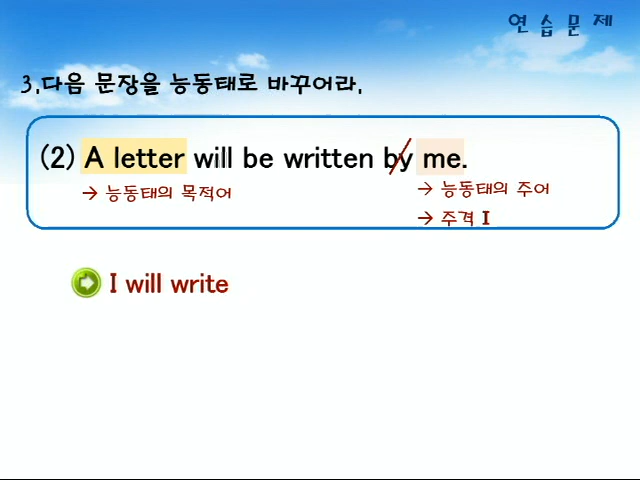 연 습 문 제
3.다음 문장을 능동태로 바꾸어라.
(2) A letter will be written by me.
→ 능동태의 목적어
→ 능동태의 주어
→ 주격 I
I will write